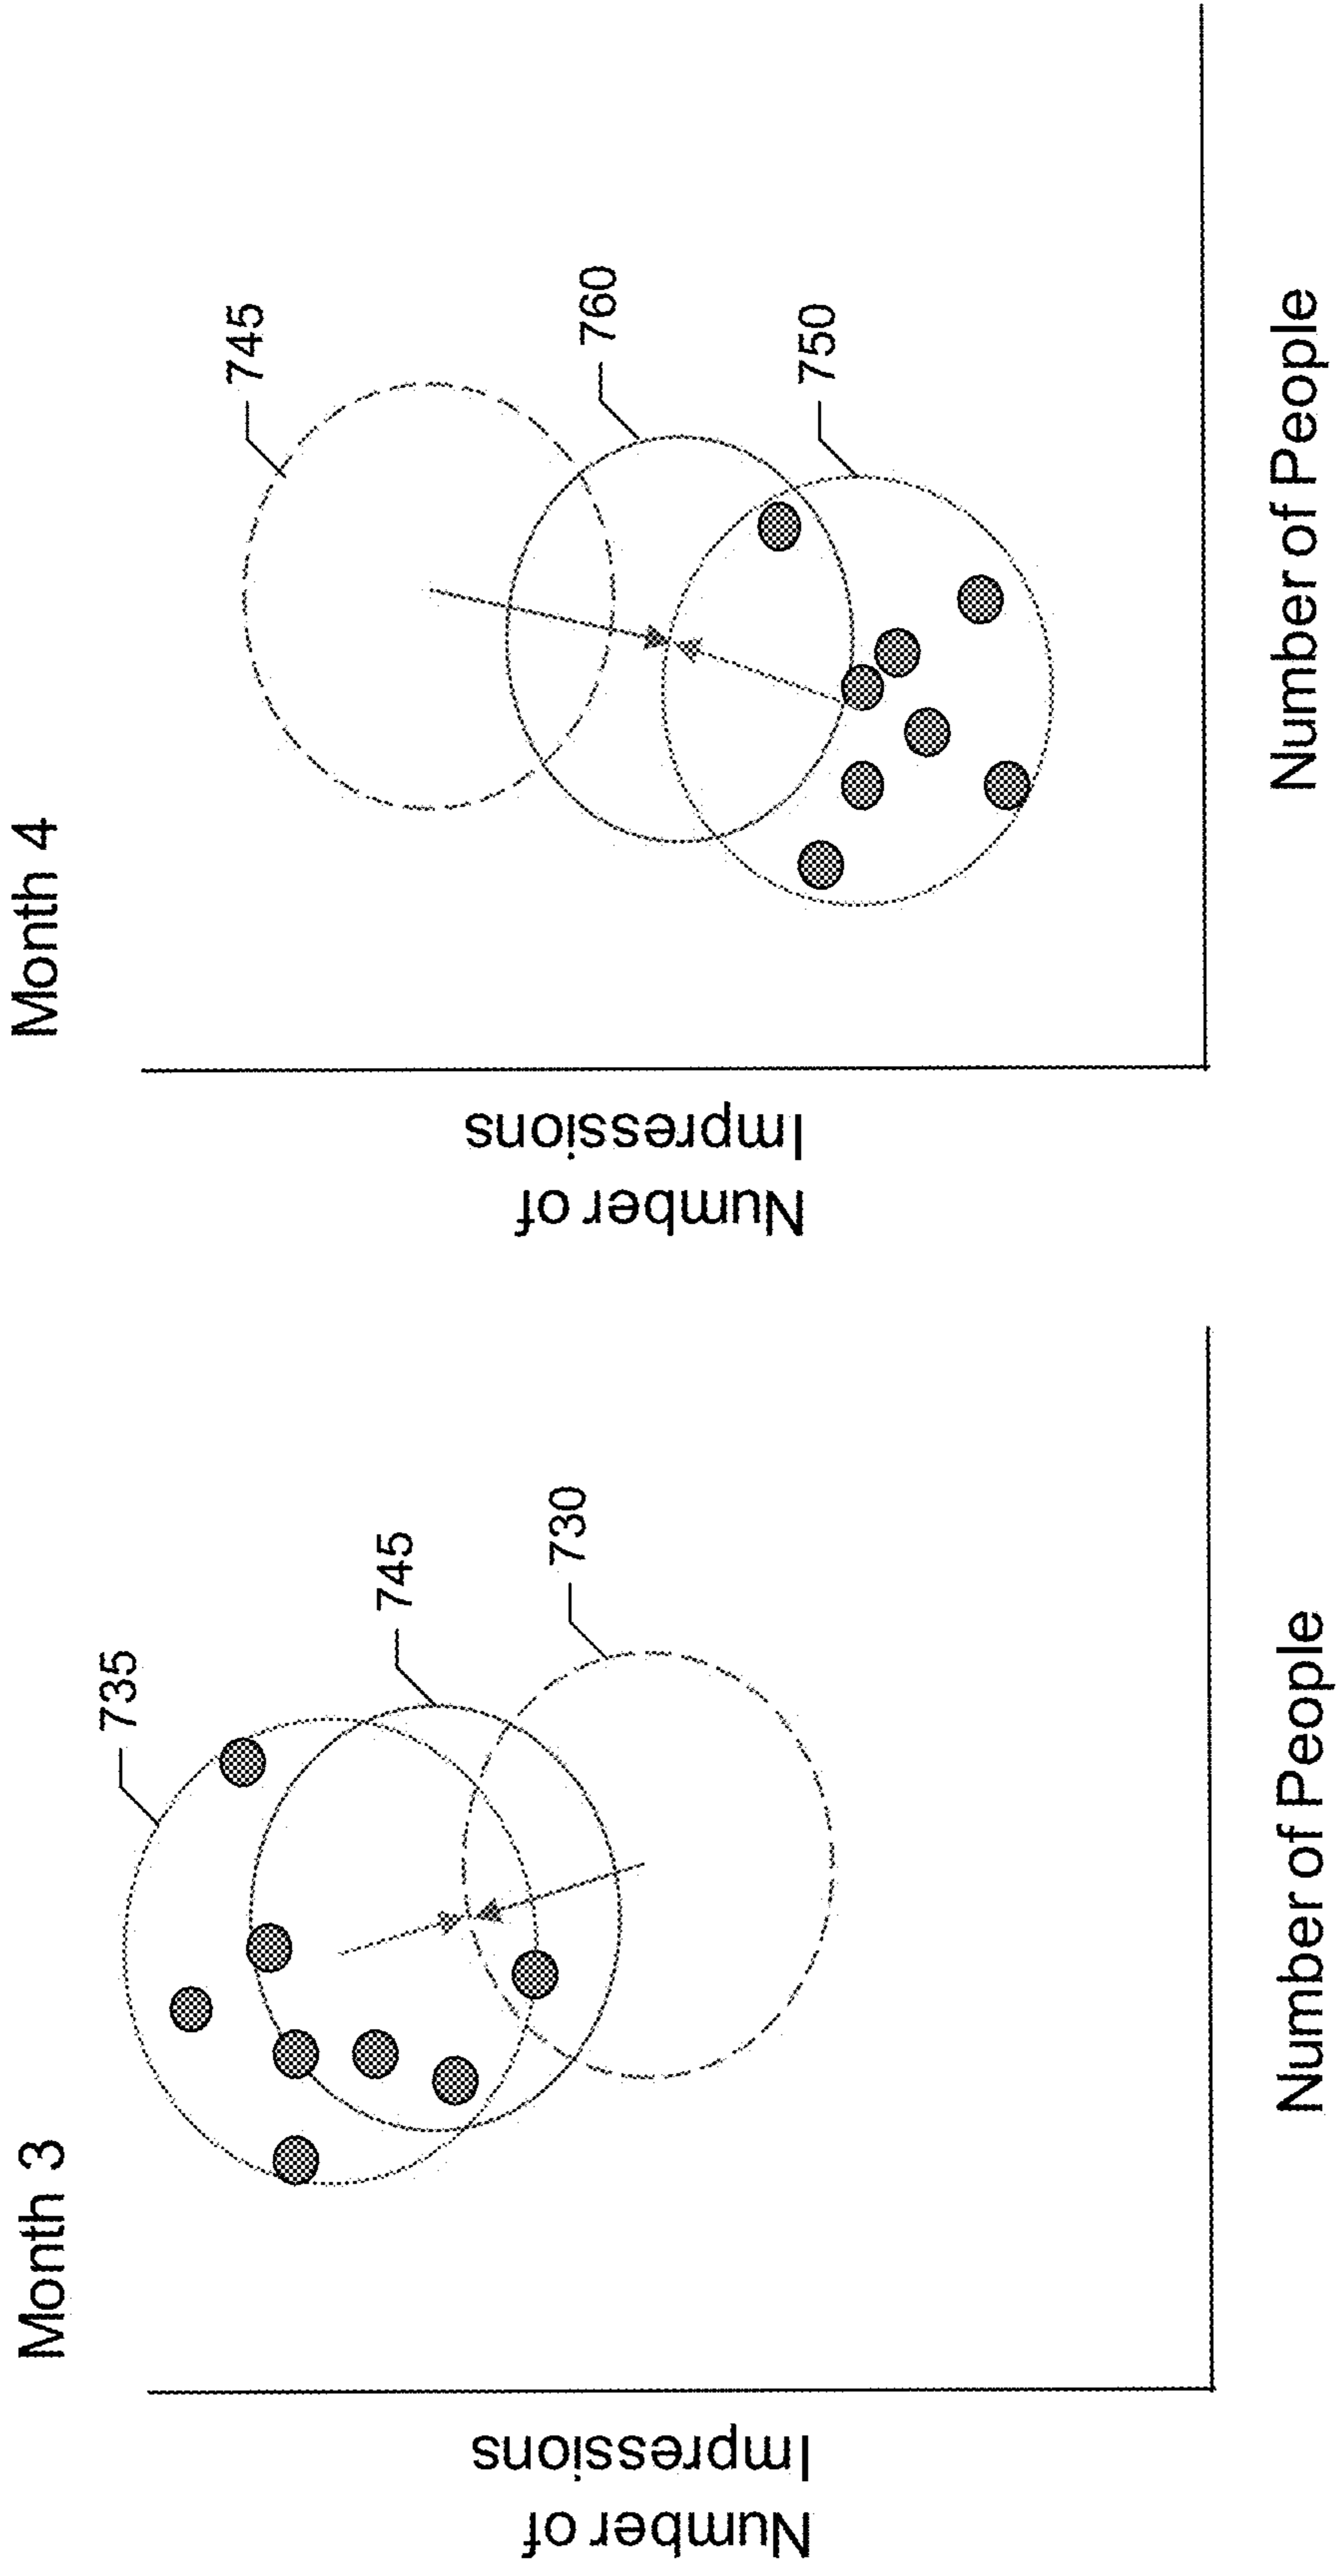 Month 3
735
745
730
Number of
Impressions
Number of People
Month 4
745
760
750
Number of
Impressions
Number of People